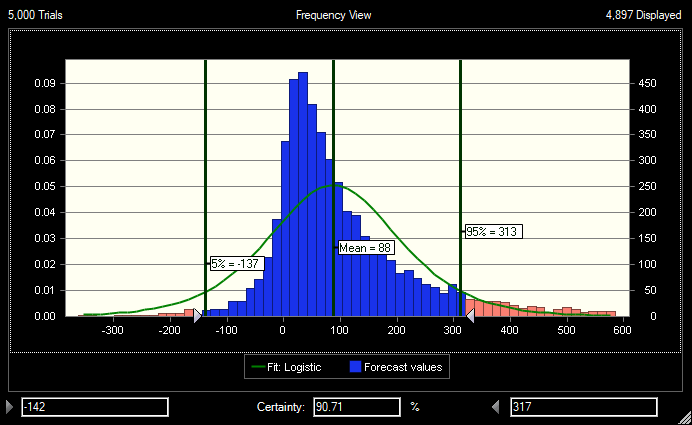 5,000 Trials
Frequency View
4,897 Displayed
0.09
0.08
0.07
0.06
0.05
0.04
0.03
0.02
0.01
0.00
450
400
350
300
250
200
150
100
50
0
95% = 313
Mean = 88
5% = -137
-300 -200 -100 0 100 200 300 400 500 600
Fit: Logistic
Forecast values
-142
Certainty: 90.71 %
317